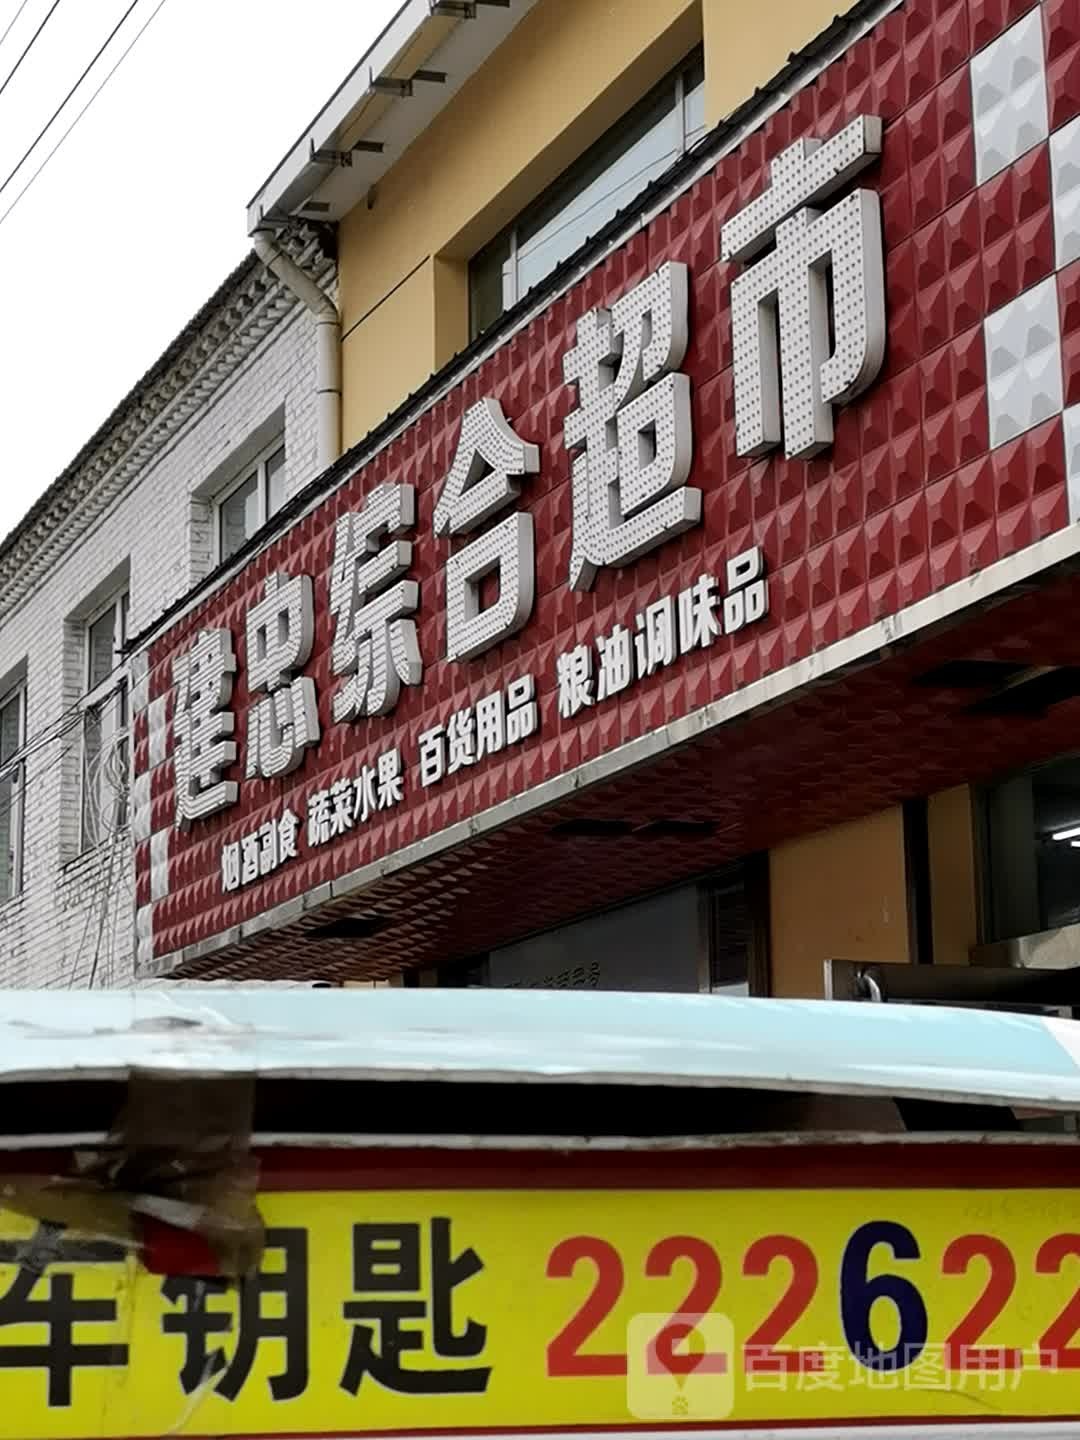 建忠综合超市
烟酒副食 蔬菜水果 百货用品 粮油调味品
车钥匙 222622
百度地图用户